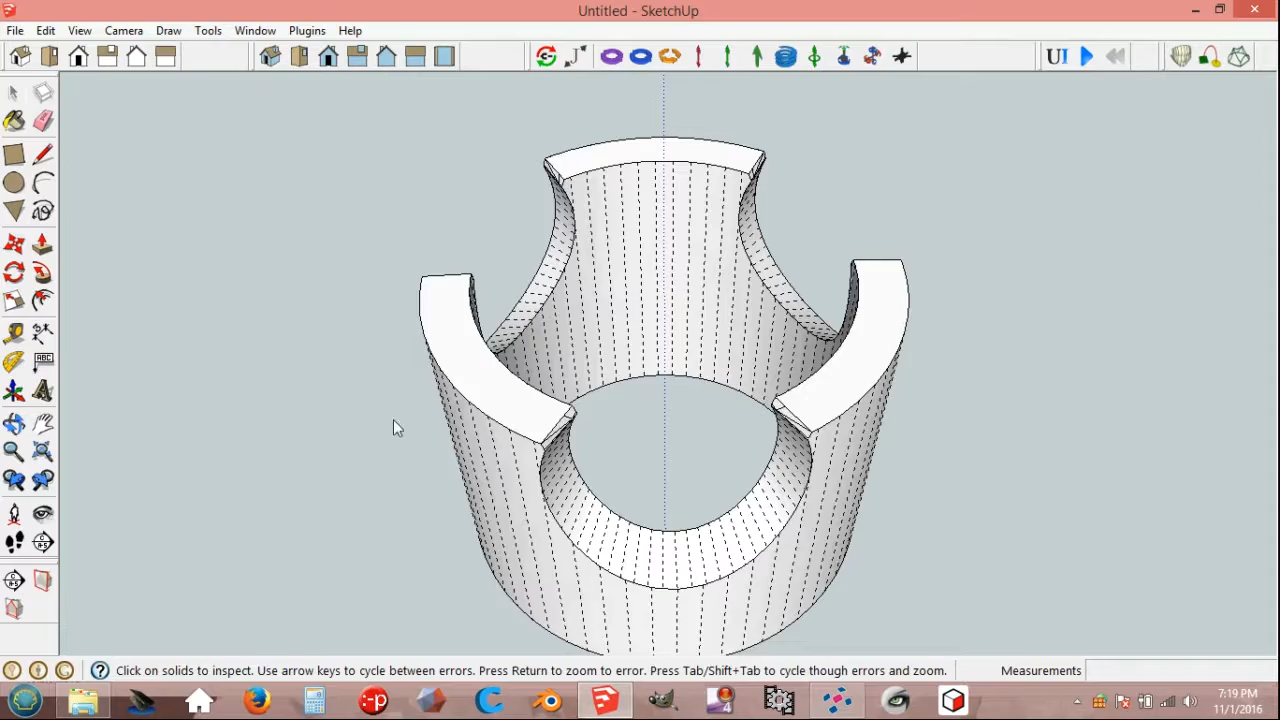 Untitled - SketchUp
File Edit View Camera Draw Tools Window Plugins Help
UI
ABC
Click on solids to inspect. Use arrow keys to cycle between errors. Press Return to zoom to error. Press Tab/Shift+Tab to cycle though errors and zoom. Measurements
7:19 PM
11/1/2016